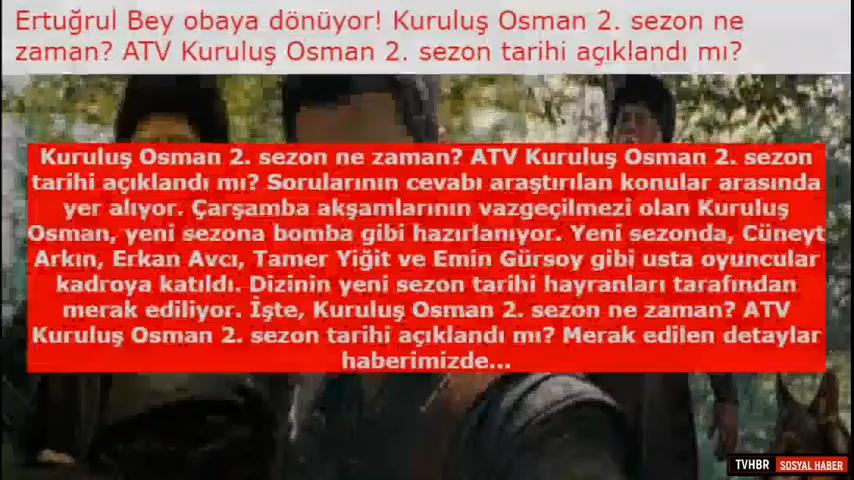 Ertuğrul Bey obaya dönüyor! Kuruluş Osman 2. sezon ne
zaman? ATV Kuruluş Osman 2. sezon tarihi açıklandı mı?
Kuruluş Osman 2. sezon ne zaman? ATV Kuruluş Osman 2. sezon
tarihi açıklandı mı? Sorularının cevabı araştırılan konular arasında
yer alıyor. Çarşamba akşamlarının vazgeçilmezi olan Kuruluş
Osman, yeni sezona bomba gibi hazırlanıyor. Yeni sezonda, Cüneyt
Arkın, Erkan Avcı, Tamer Yiğit ve Emin Gürsoy gibi usta oyuncular
kadroya katıldı. Dizinin yeni sezon tarihi hayranları tarafından
merak ediliyor. İşte, Kuruluş Osman 2. sezon ne zaman? ATV
Kuruluş Osman 2. sezon tarihi açıklandı mı? Merak edilen detaylar
haberimizde...
TVHBR SOSYAL HABER